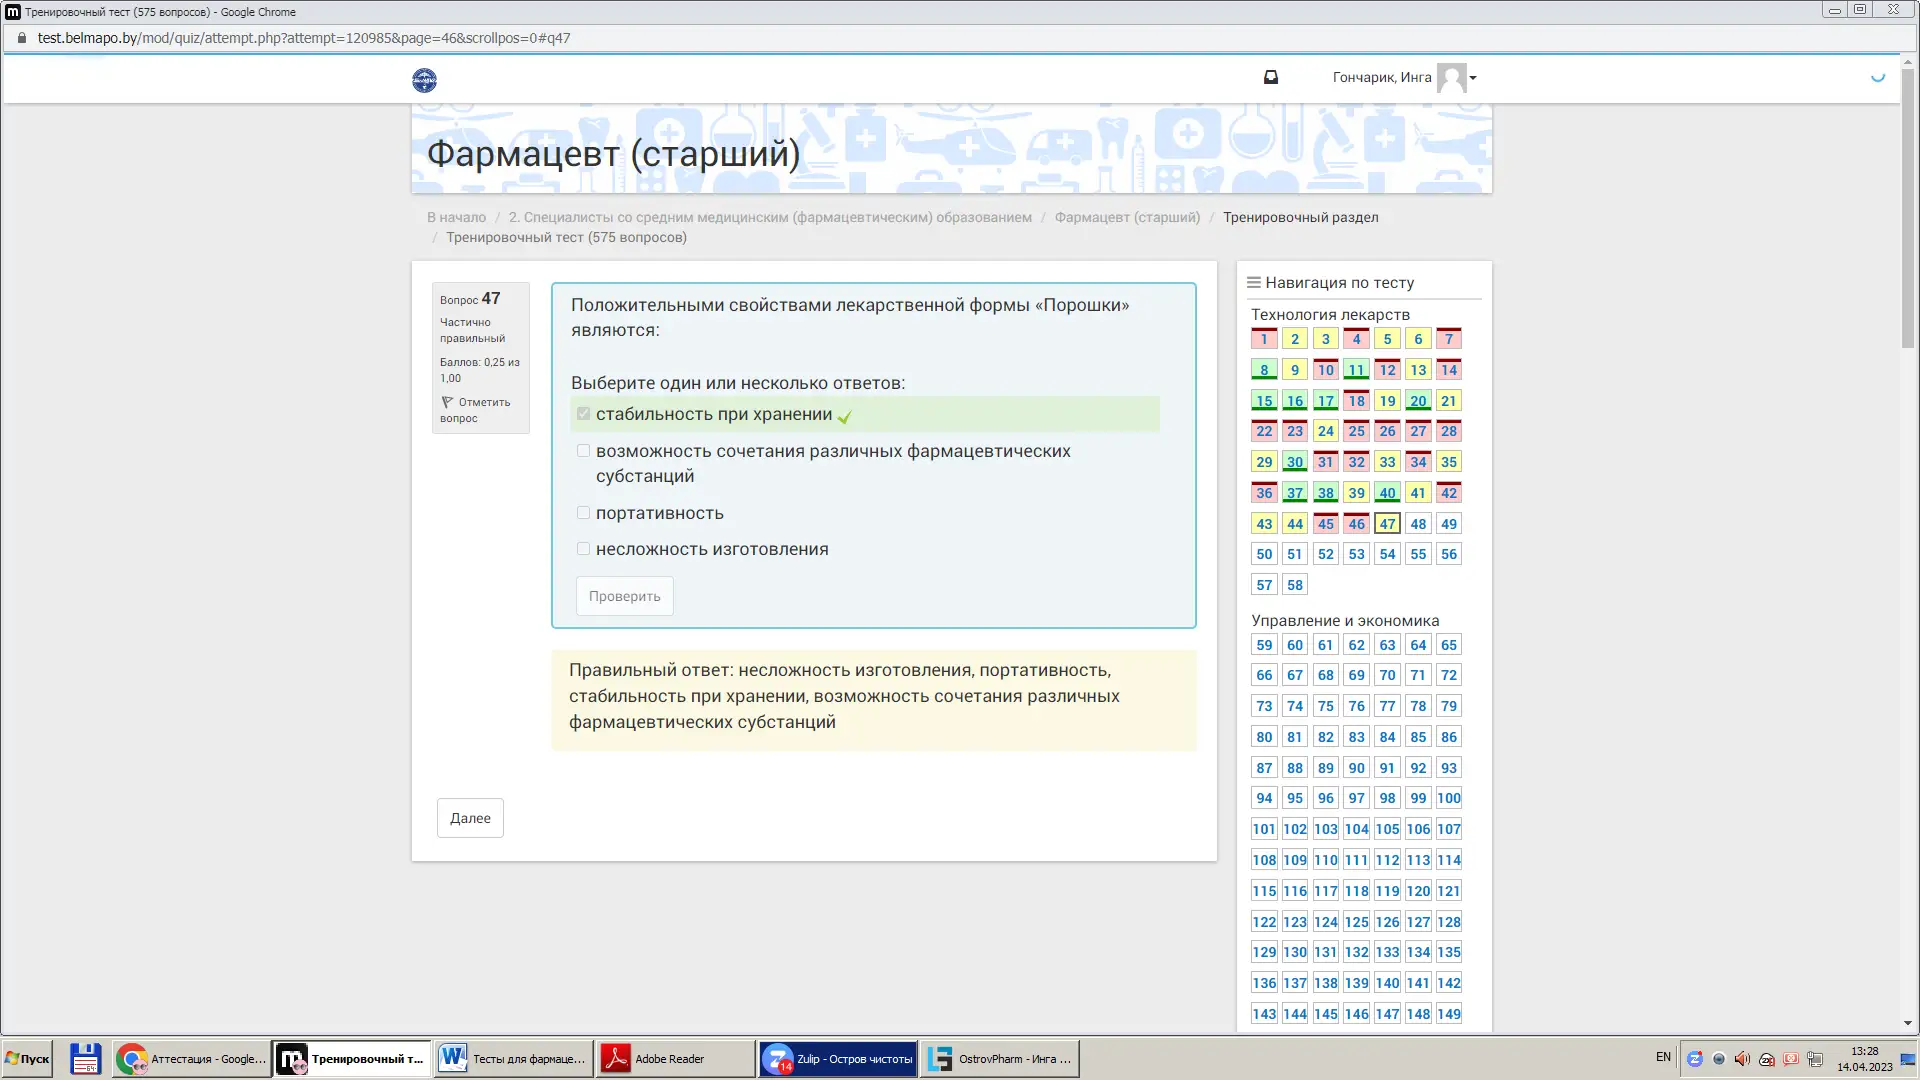 Тренировочный тест (575 вопросов) - Google Chrome
test.belmapo.by/mod/quiz/attempt.php?attempt=120985&page=46&scrollpos=0#q47
Гончарик, Инга
Фармацевт (старший)
В начало / 2. Специалисты со средним медицинским (фармацевтическим) образованием / Фармацевт (старший) / Тренировочный раздел
/ Тренировочный тест (575 вопросов)
Вопрос 47
Частично
правильный
Баллов: 0,25 из
1,00
Отметить
вопрос
Положительными свойствами лекарственной формы «Порошки»
являются:
Выберите один или несколько ответов:
стабильность при хранении
возможность сочетания различных фармацевтических
субстанций
портативность
несложность изготовления
Проверить
Правильный ответ: несложность изготовления, портативность,
стабильность при хранении, возможность сочетания различных
фармацевтических субстанций
Далее
Навигация по тесту
Технология лекарств
1 2 3 4 5 6 7
8 9 10 11 12 13 14
15 16 17 18 19 20 21
22 23 24 25 26 27 28
29 30 31 32 33 34 35
36 37 38 39 40 41 42
43 44 45 46 47 48 49
50 51 52 53 54 55 56
57 58
Управление и экономика
59 60 61 62 63 64 65
66 67 68 69 70 71 72
73 74 75 76 77 78 79
80 81 82 83 84 85 86
87 88 89 90 91 92 93
94 95 96 97 98 99 100
101 102 103 104 105 106 107
108 109 110 111 112 113 114
115 116 117 118 119 120 121
122 123 124 125 126 127 128
129 130 131 132 133 134 135
136 137 138 139 140 141 142
143 144 145 146 147 148 149
Пуск
Аттестация - Google...
Тренировочный т...
Тесты для фармаце...
Adobe Reader
14
Zulip - Остров чистоты
OstrovPharm - Инга ...
EN
13:28
14.04.2023